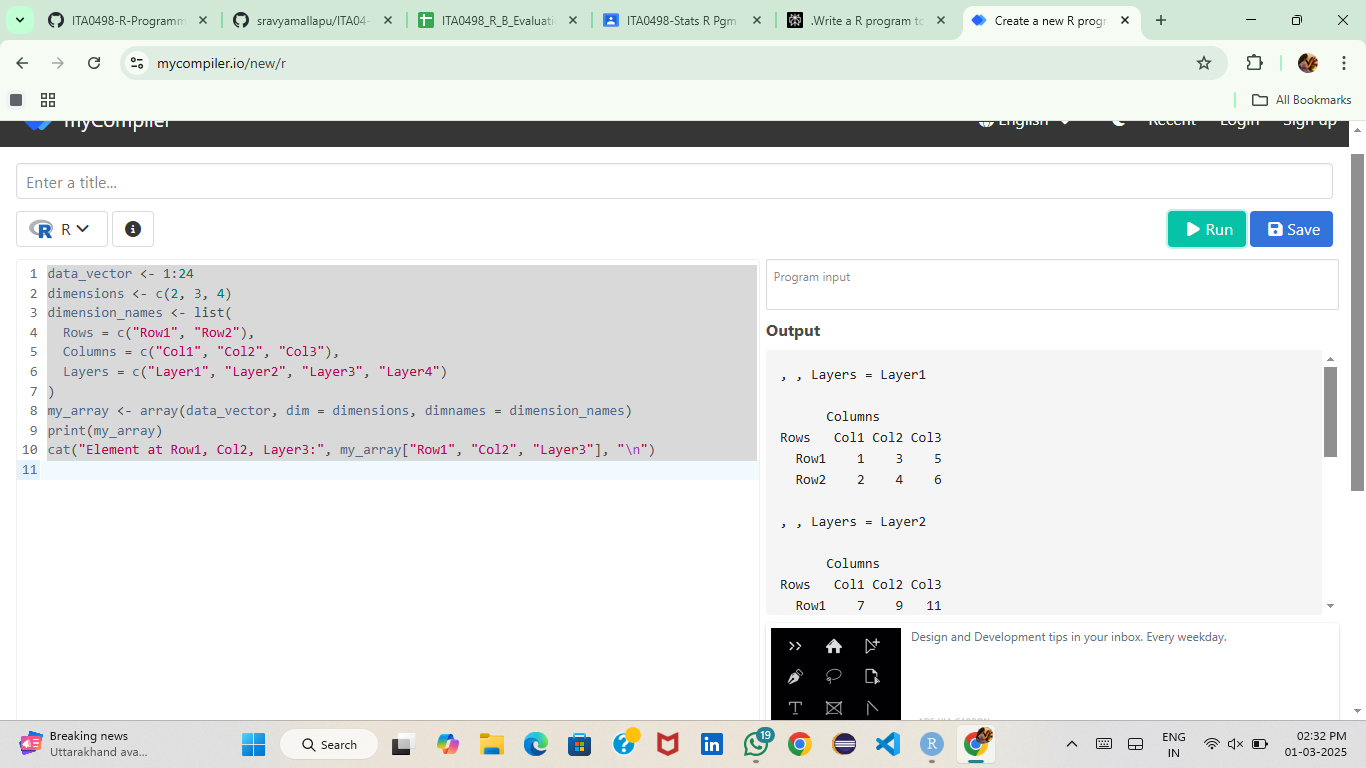 ITA0498-R-Programm
sravyamallapu/ITA04-
ITA0498_R_B_Evaluati
ITA0498-Stats R Pgm
.Write a R program to
Create a new R progr
mycompiler.io/new/r
All Bookmarks
myCompiler
English
Recent
Login
Sign up
Enter a title...
R
Run
Save
1 data_vector <- 1:24
2 dimensions <- c(2, 3, 4)
3 dimension_names <- list(
4   Rows = c("Row1", "Row2"),
5   Columns = c("Col1", "Col2", "Col3"),
6   Layers = c("Layer1", "Layer2", "Layer3", "Layer4")
7 )
8 my_array <- array(data_vector, dim = dimensions, dimnames = dimension_names)
9 print(my_array)
10 cat("Element at Row1, Col2, Layer3:", my_array["Row1", "Col2", "Layer3"], "\n")
11
Program input
Output
, , Layers = Layer1
Columns
Rows   Col1 Col2 Col3
Row1    1    3    5
Row2    2    4    6
, , Layers = Layer2
Columns
Rows   Col1 Col2 Col3
Row1    7    9   11
Design and Development tips in your inbox. Every weekday.
Breaking news
Uttarakhand ava...
Search
19
ENG
IN
02:32 PM
01-03-2025